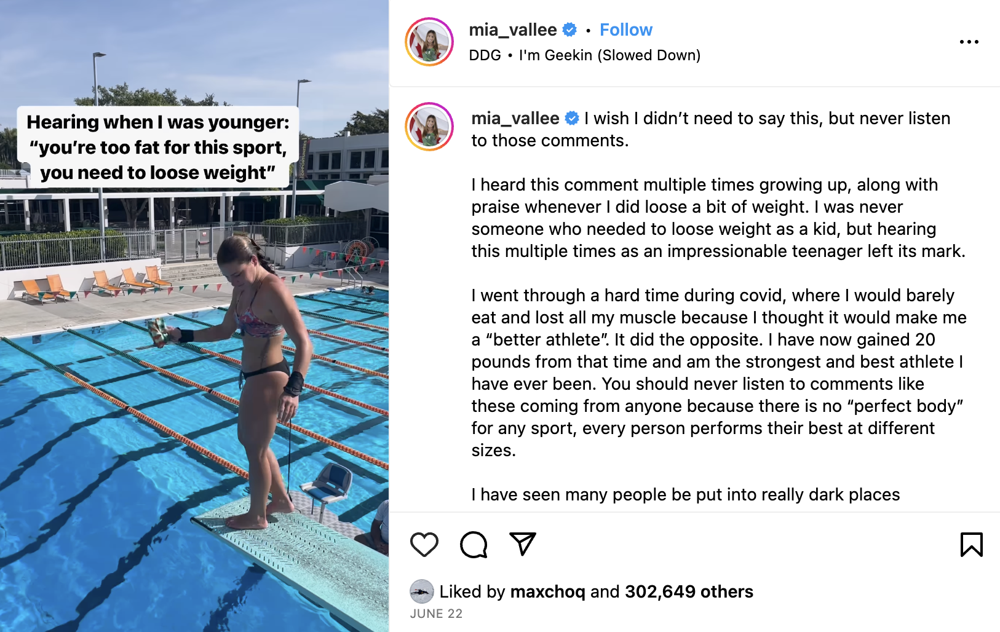 Hearing when I was younger:
“you’re too fat for this sport,
you need to loose weight”
mia_vallee • Follow
DDG • I'm Geekin (Slowed Down)
mia_vallee I wish I didn’t need to say this, but never listen
to those comments.
I heard this comment multiple times growing up, along with
praise whenever I did loose a bit of weight. I was never
someone who needed to loose weight as a kid, but hearing
this multiple times as an impressionable teenager left its mark.
I went through a hard time during covid, where I would barely
eat and lost all my muscle because I thought it would make me
a “better athlete”. It did the opposite. I have now gained 20
pounds from that time and am the strongest and best athlete I
have ever been. You should never listen to comments like
these coming from anyone because there is no “perfect body”
for any sport, every person performs their best at different
sizes.
I have seen many people be put into really dark places
Liked by maxchoq and 302,649 others
JUNE 22